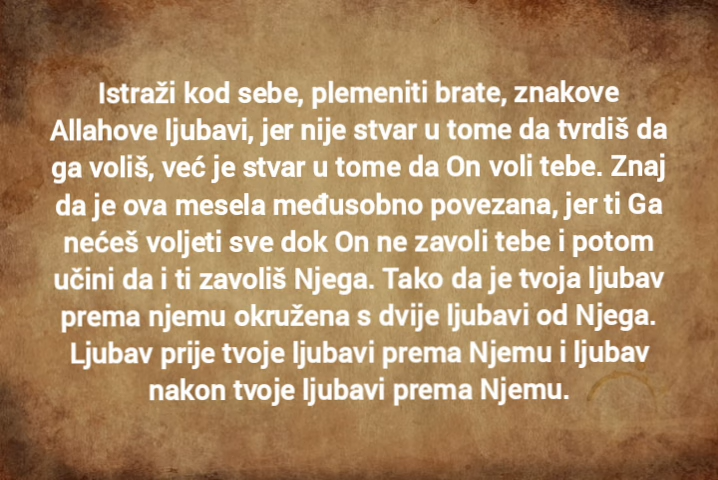 Istraži kod sebe, plemeniti brate, znakove
Allahove ljubavi, jer nije stvar u tome da tvrdiš da
ga voliš, već je stvar u tome da On voli tebe. Znaj
da je ova mesela međusobno povezana, jer ti Ga
nećeš voljeti sve dok On ne zavoli tebe i potom
učini da i ti zavoliš Njega. Tako da je tvoja ljubav
prema njemu okružena s dvije ljubavi od Njega.
Ljubav prije tvoje ljubavi prema Njemu i ljubav
nakon tvoje ljubavi prema Njemu.